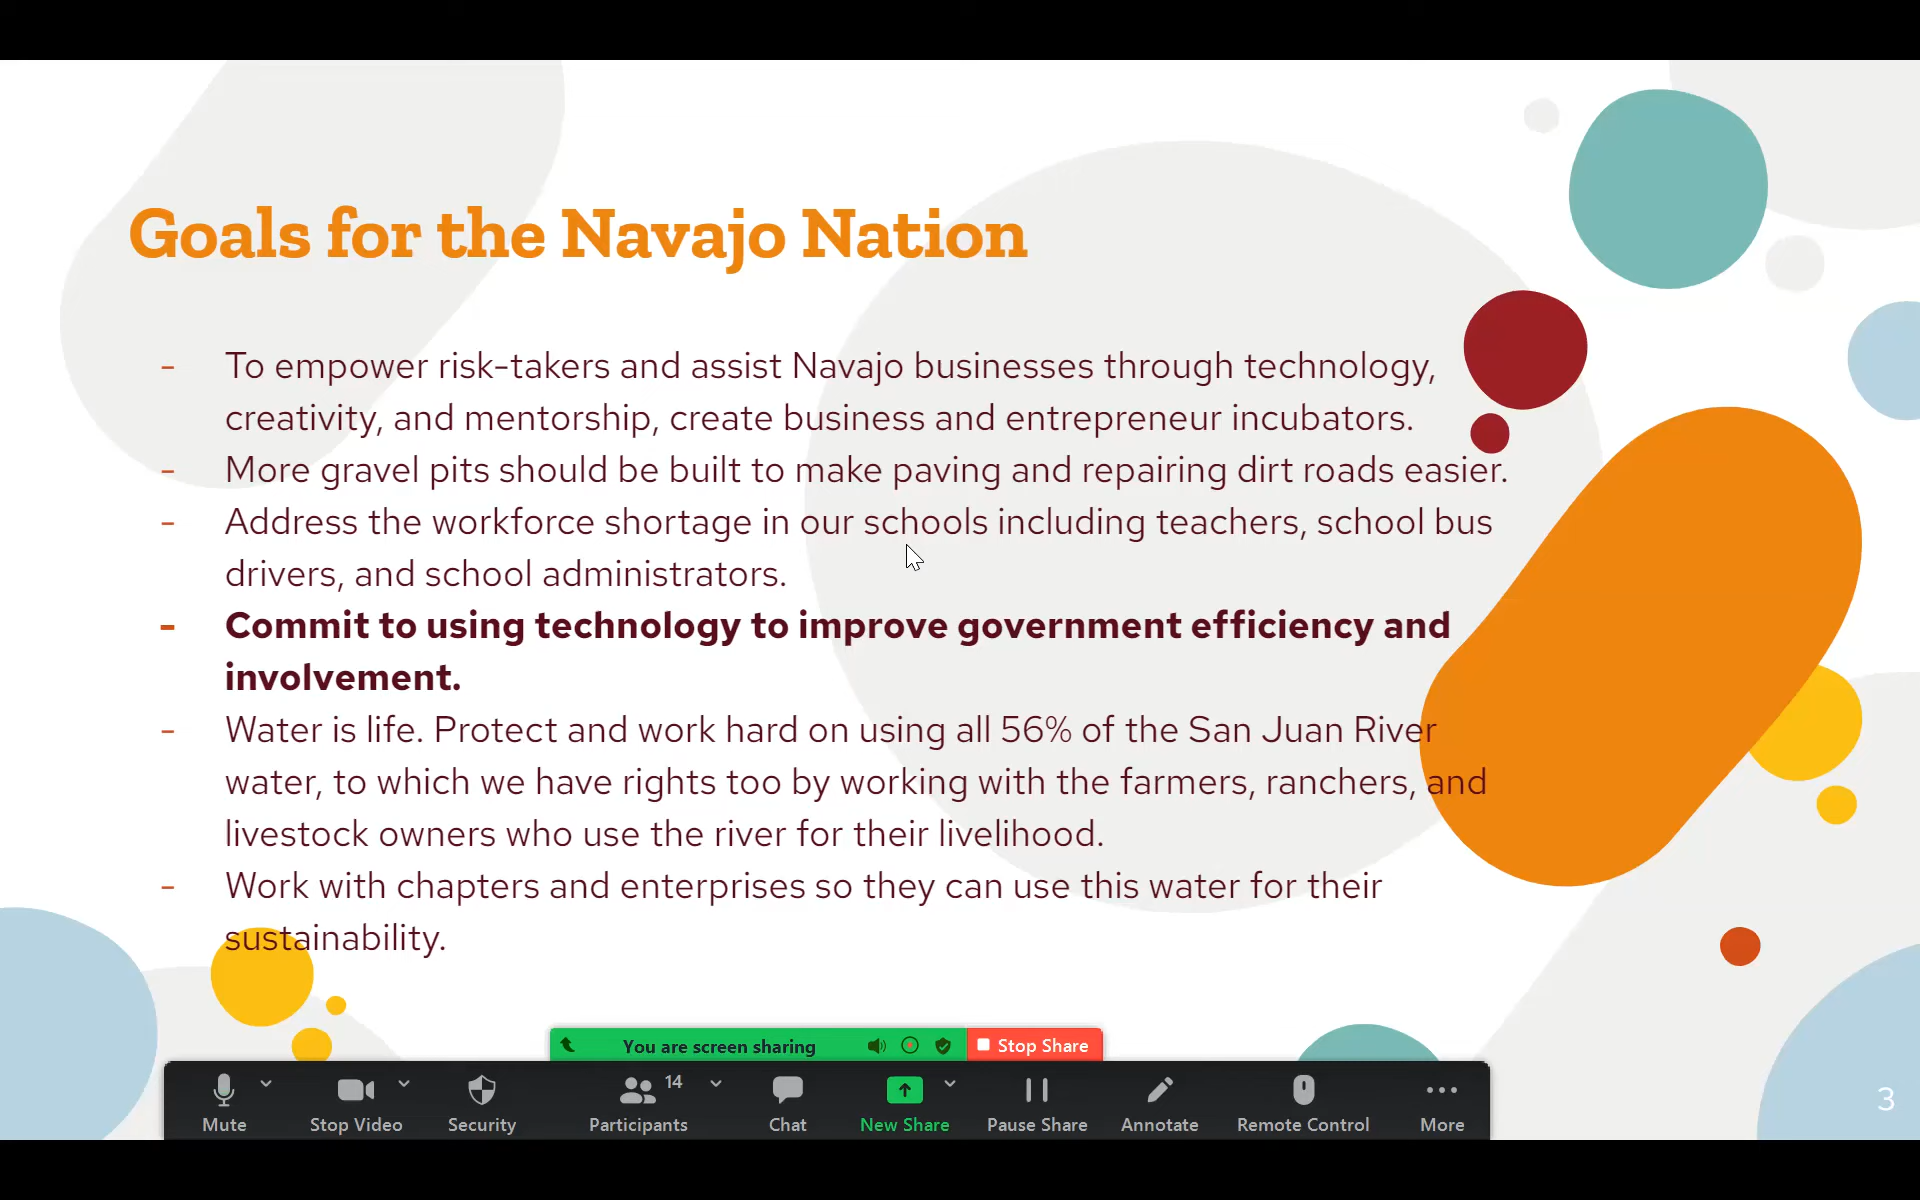 Goals for the Navajo Nation
- To empower risk-takers and assist Navajo businesses through technology,
creativity, and mentorship, create business and entrepreneur incubators.
- More gravel pits should be built to make paving and repairing dirt roads easier.
- Address the workforce shortage in our schools including teachers, school bus
drivers, and school administrators.
- Commit to using technology to improve government efficiency and
involvement.
- Water is life. Protect and work hard on using all 56% of the San Juan River
water, to which we have rights too by working with the farmers, ranchers, and
livestock owners who use the river for their livelihood.
- Work with chapters and enterprises so they can use this water for their
sustainability.
You are screen sharing Stop Share
14
Mute Stop Video Security Participants Chat New Share Pause Share Annotate Remote Control More
3